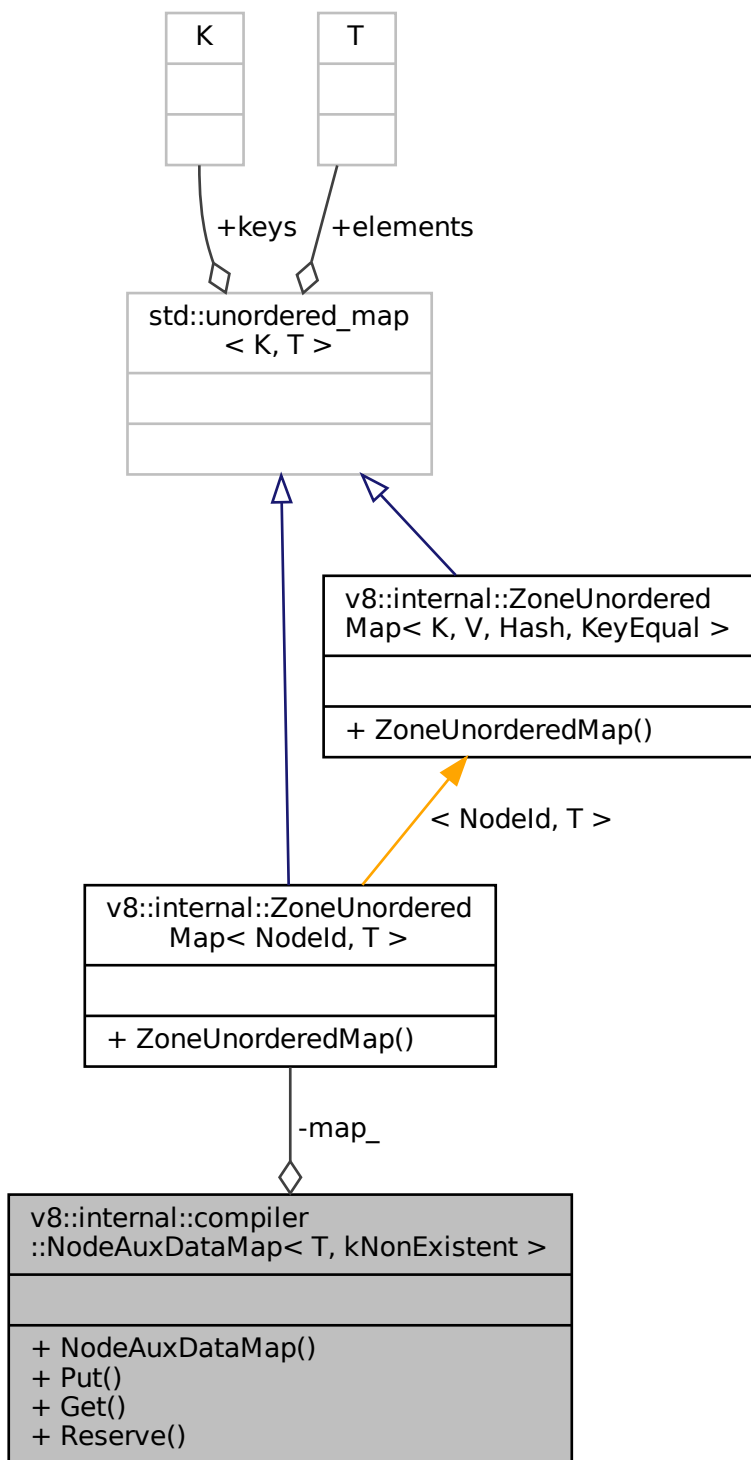 K
T
+keys
+elements
std::unordered_map
< K, T >
v8::internal::ZoneUnordered
Map< K, V, Hash, KeyEqual >
+ ZoneUnorderedMap()
< NodeId, T >
v8::internal::ZoneUnordered
Map< NodeId, T >
+ ZoneUnorderedMap()
-map_
v8::internal::compiler
::NodeAuxDataMap< T, kNonExistent >
+ NodeAuxDataMap()
+ Put()
+ Get()
+ Reserve()